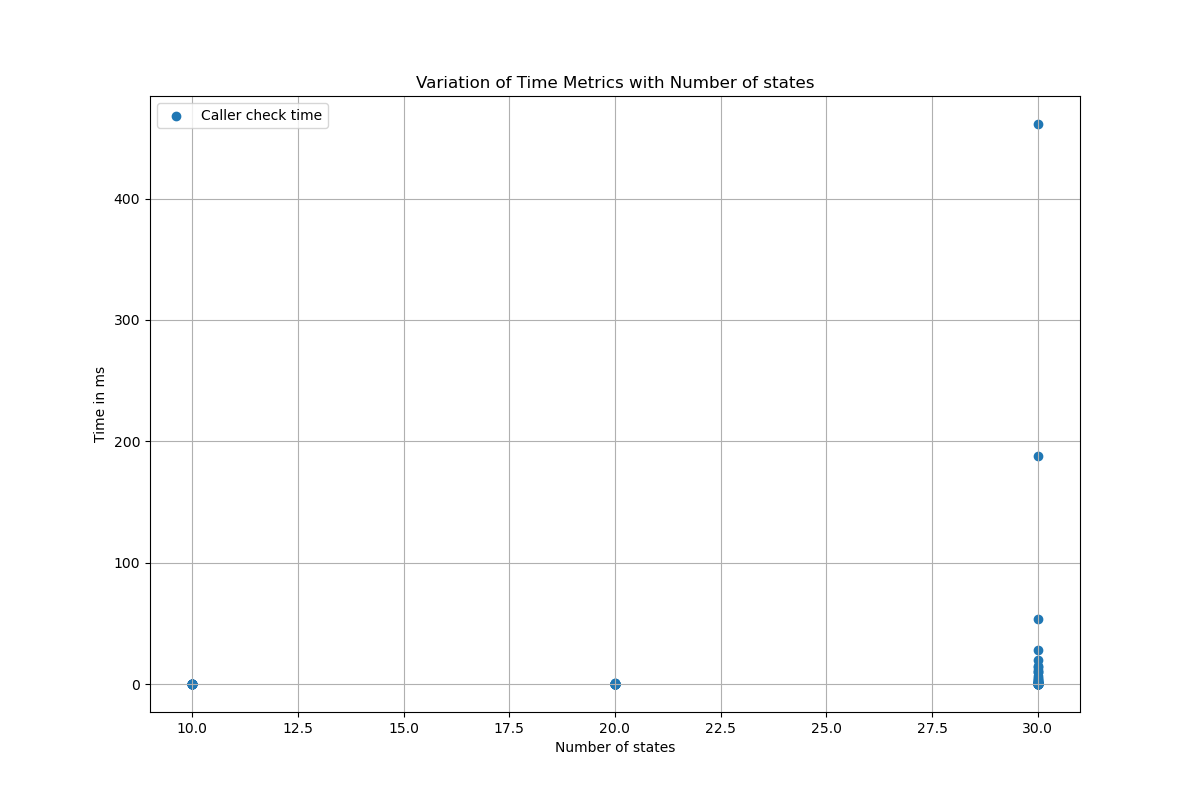 Variation of Time Metrics with Number of states
Caller check time
400
300
200
100
0
Time in ms
10.0 12.5 15.0 17.5 20.0 22.5 25.0 27.5 30.0
Number of states